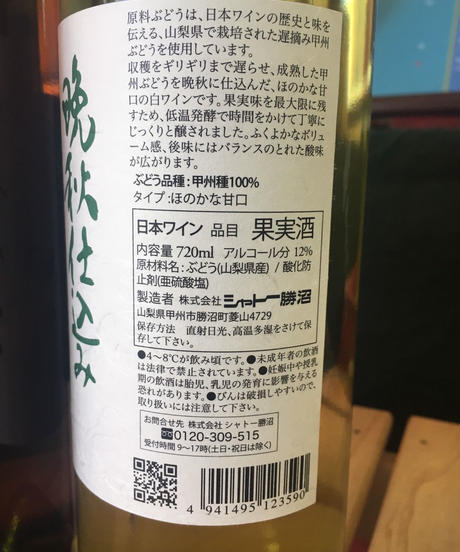 原料ぶどうは、日本ワインの歴史と味を
伝える、山梨県で栽培された遅摘み甲州
ぶどうを使用しています。
収穫をギリギリまで遅らせ、成熟した甲
州ぶどうを晩秋に仕込んだ、ほのかな甘
口の白ワインです。果実味を最大限に残
すため、低温発酵で時間をかけて丁寧に
じっくりと醸されました。ふくよかなボリュ
ーム感、後味にはバランスのとれた酸味
が広がります。
ぶどう品種:甲州種100%
タイプ:ほのかな甘口
日本ワイン 品目 果実酒
内容量 720ml アルコール分 12%
原材料名:ぶどう(山梨県産)/酸化防
止剤(亜硫酸塩)
製造者 株式会社 シャトー勝沼
山梨県甲州市勝沼町菱山4729
保存方法 直射日光、高温多湿をさけて保
存して下さい。
●4〜8℃が飲み頃です。●未成年者の飲酒
は法律で禁止されています。●妊娠中や授乳
期の飲酒は胎児、乳児の発育に影響を与える
恐れがあります。●びんは破損しやすいので、
取り扱いには注意して下さい。
お問合せ先 株式会社 シャトー勝沼
0120-309-515
受付時間 9〜17時(土日・祝日は除く)
4 941495 123590
晩秋仕込み